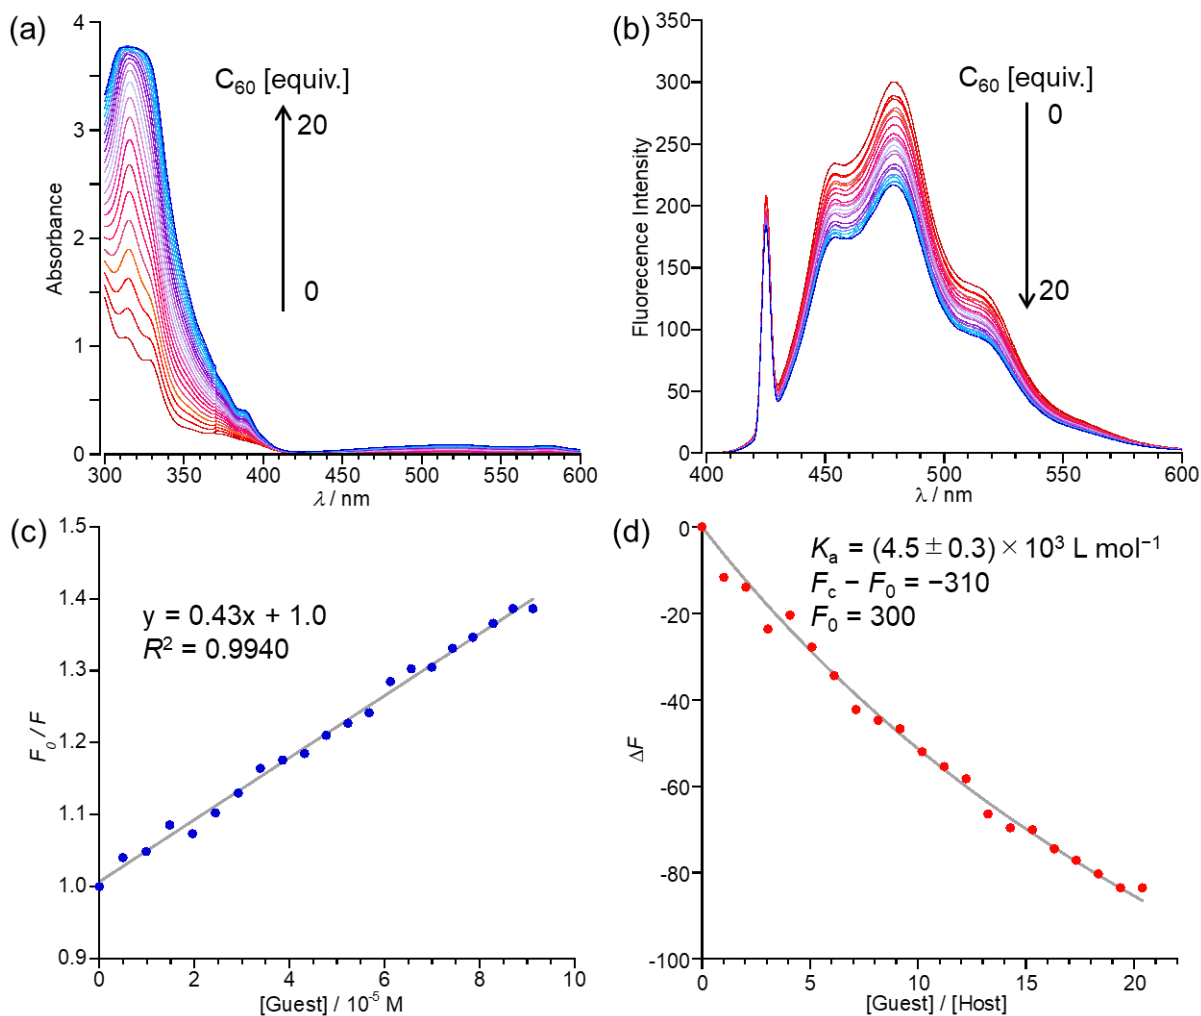 (a)
4
3
2
1
0
Absorbance
C₆₀ [equiv.]
20
0
300 350 400 450 500 550 600
λ / nm
(b)
350
300
250
200
150
100
50
0
Fluorecence Intensity
C₆₀ [equiv.]
0
20
400 450 500 550 600
λ / nm
(c)
1.5
1.4
1.3
1.2
1.1
1.0
0.9
F₀ / F
y = 0.43x + 1.0
R² = 0.9940
0 2 4 6 8 10
[Guest] / 10⁻⁵ M
(d)
0
-20
-40
-60
-80
-100
ΔF
Kₐ = (4.5 ± 0.3) × 10³ L mol⁻¹
F_c − F₀ = −310
F₀ = 300
0 5 10 15 20
[Guest] / [Host]